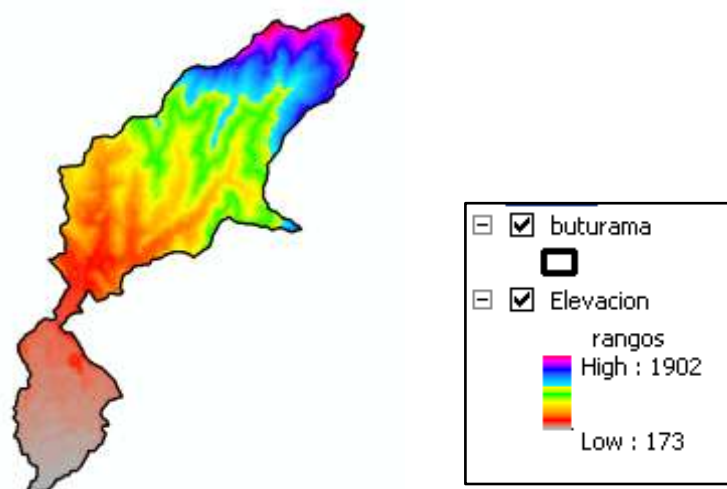 buturama
Elevacion
rangos
High : 1902
Low : 173